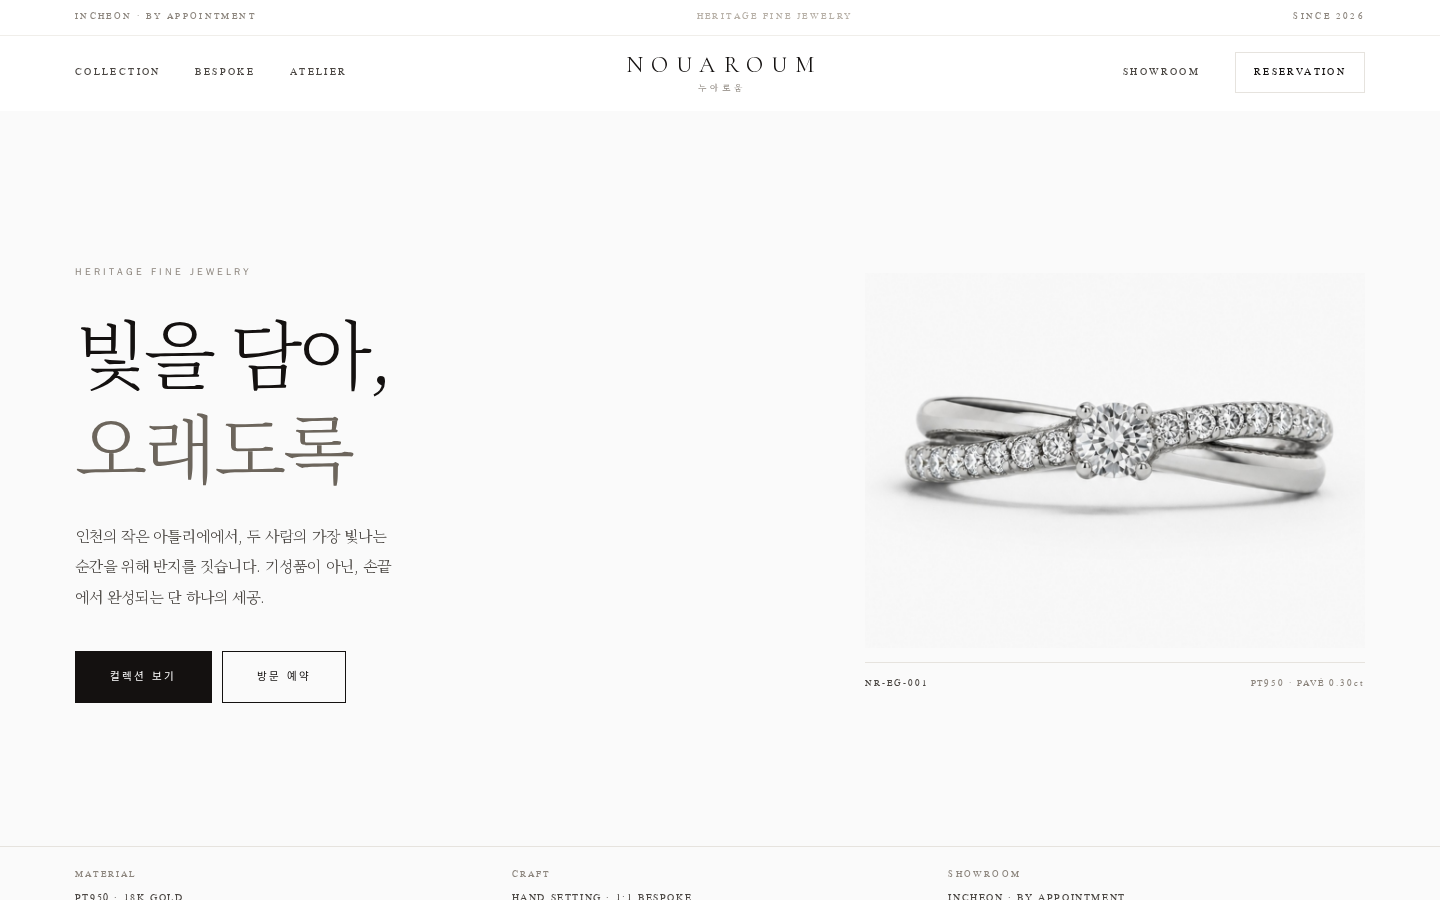 INCHEON · BY APPOINTMENT
HERITAGE FINE JEWELRY
SINCE 2026
COLLECTION
BESPOKE
ATELIER
NOUAROUM
누아로움
SHOWROOM
RESERVATION
HERITAGE FINE JEWELRY
빛을 담아,
오래도록
인천의 작은 아틀리에에서, 두 사람의 가장 빛나는
순간을 위해 반지를 짓습니다. 기성품이 아닌, 손끝
에서 완성되는 단 하나의 세공.
컬렉션 보기
방문 예약
NR-EG-001
PT950 · PAVÉ 0.30ct
MATERIAL
PT950 · 18K GOLD
CRAFT
HAND SETTING · 1:1 BESPOKE
SHOWROOM
INCHEON · BY APPOINTMENT